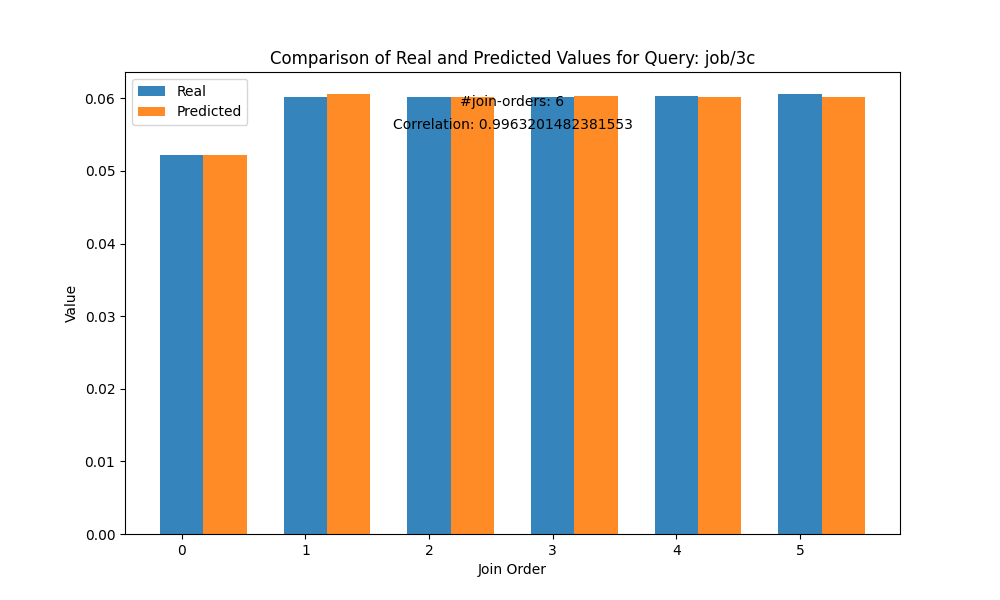 Comparison of Real and Predicted Values for Query: job/3c
Real
Predicted
#join-orders: 6
Correlation: 0.9963201482381553
0.06
0.05
0.04
0.03
0.02
0.01
0.00
Value
0 1 2 3 4 5
Join Order